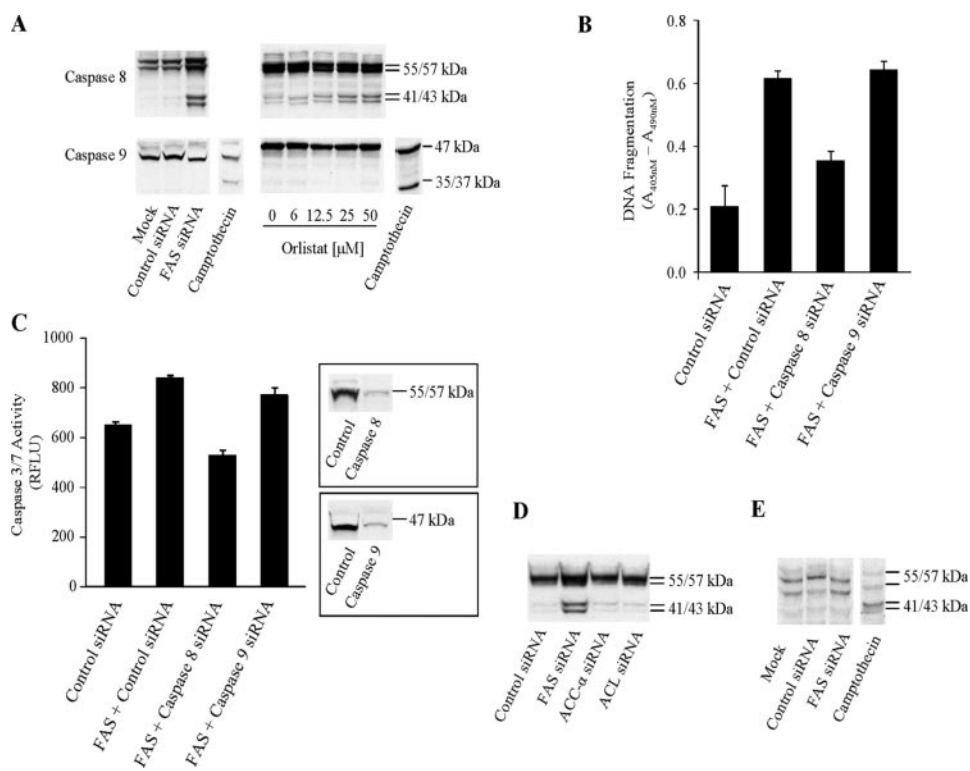 A
Caspase 8
55/57 kDa
41/43 kDa
Caspase 9
47 kDa
35/37 kDa
Mock
Control siRNA
FAS siRNA
Camptothecin
0 6 12.5 25 50
Orlistat [µM]
Camptothecin
B
DNA Fragmentation
(A405nM – A490nM)
0.8
0.6
0.4
0.2
0.0
Control siRNA
FAS + Control siRNA
FAS + Caspase 8 siRNA
FAS + Caspase 9 siRNA
C
Caspase 3/7 Activity
(RFLU)
1000
800
600
400
200
0
Control siRNA
FAS + Control siRNA
FAS + Caspase 8 siRNA
FAS + Caspase 9 siRNA
55/57 kDa
Control
Caspase 8
47 kDa
Control
Caspase 9
D
55/57 kDa
41/43 kDa
Control siRNA
FAS siRNA
ACC-α siRNA
ACL siRNA
E
55/57 kDa
41/43 kDa
Mock
Control siRNA
FAS siRNA
Camptothecin